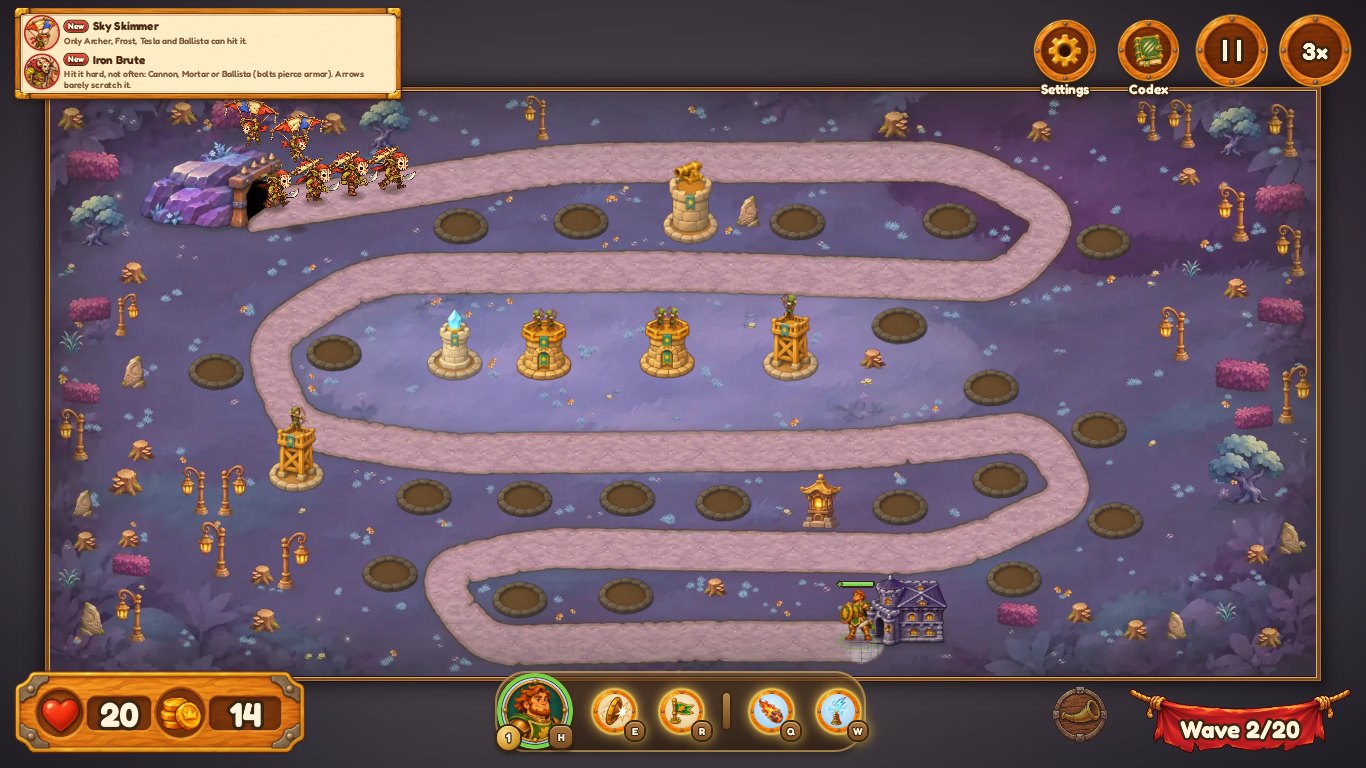 New Sky Skimmer
Only Archer, Frost, Tesla and Ballista can hit it.
New Iron Brute
Hit it hard, not often: Cannon, Mortar or Ballista (bolts pierce armor). Arrows
barely scratch it.
3x
Settings
Codex
20
14
1
H
E
R
Q
W
Wave 2/20